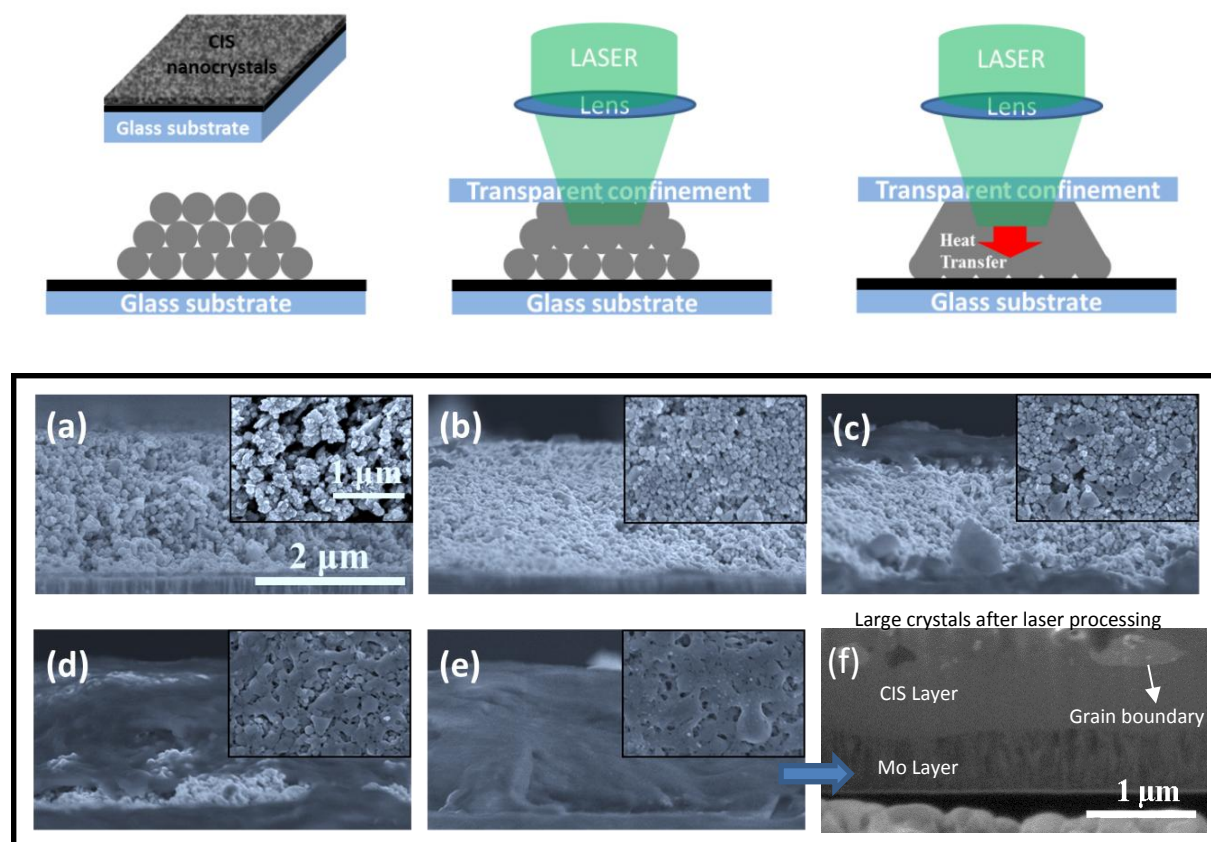 CIS
nanocrystals
Glass substrate
Glass substrate
LASER
Lens
Transparent confinement
Glass substrate
LASER
Lens
Transparent confinement
Heat
Transfer
Glass substrate
(a)
1 μm
2 μm
(b)
(c)
(d)
(e)
Large crystals after laser processing
(f)
CIS Layer
Grain boundary
Mo Layer
1 μm